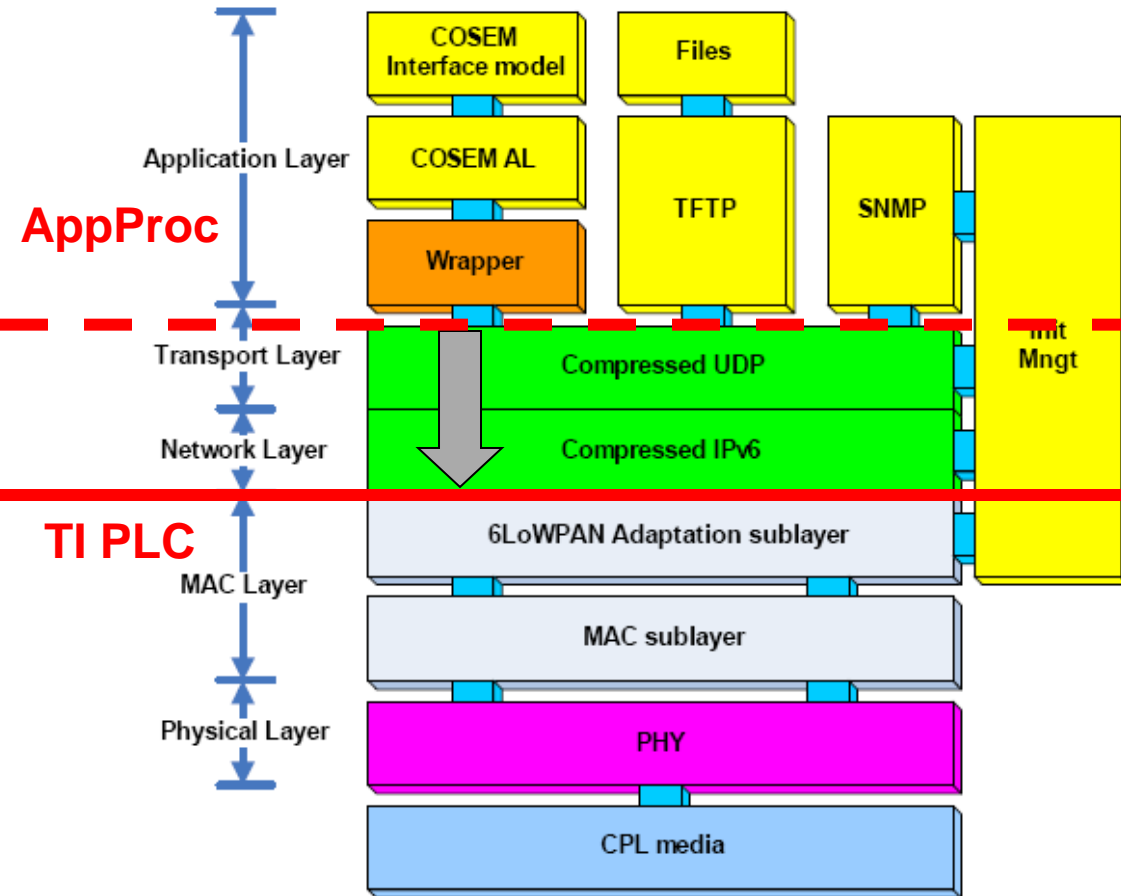 COSEM
Interface model
Files
Application Layer
COSEM AL
TFTP
SNMP
AppProc
Wrapper
Init
Mngt
Transport Layer
Compressed UDP
Network Layer
Compressed IPv6
TI PLC
6LoWPAN Adaptation sublayer
MAC Layer
MAC sublayer
Physical Layer
PHY
CPL media